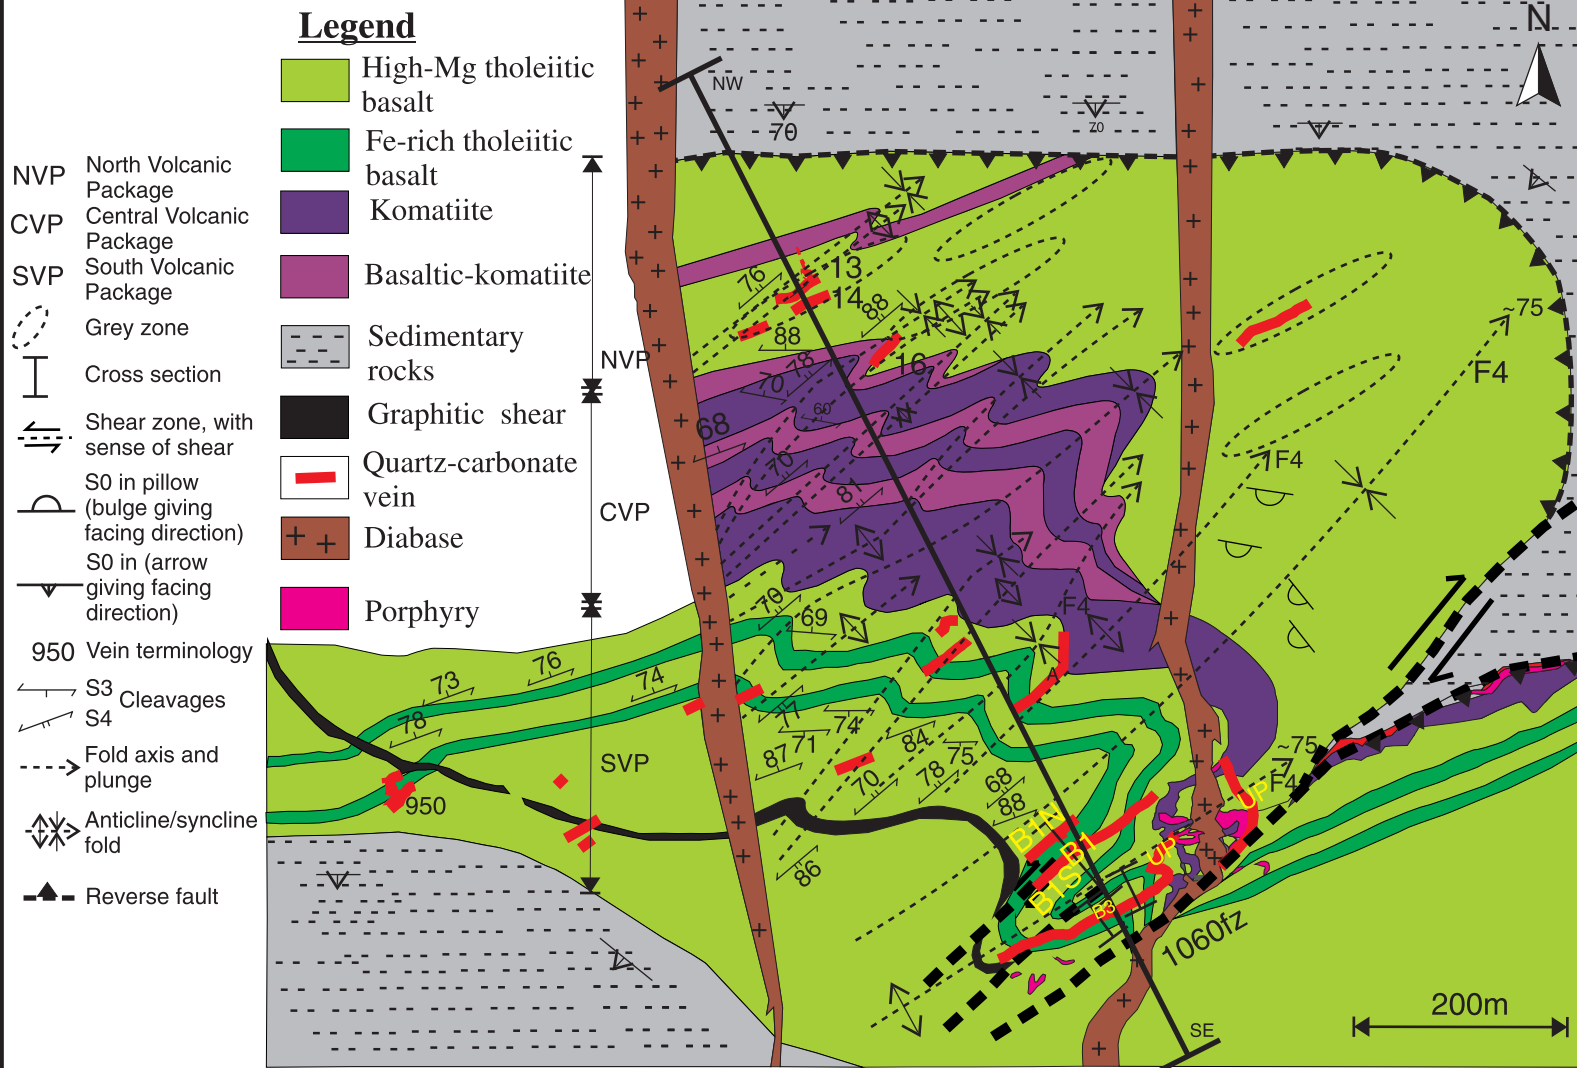 Legend
High-Mg tholeiitic
basalt
Fe-rich tholeiitic
basalt
Komatiite
Basaltic-komatiite
Sedimentary
rocks
Graphitic shear
Quartz-carbonate
vein
Diabase
Porphyry
NVP North Volcanic
Package
CVP Central Volcanic
Package
SVP South Volcanic
Package
Grey zone
Cross section
Shear zone, with
sense of shear
S0 in pillow
(bulge giving
facing direction)
S0 in (arrow
giving facing
direction)
950 Vein terminology
S3
Cleavages
S4
Fold axis and
plunge
Anticline/syncline
fold
Reverse fault
NVP
CVP
SVP
N
NW
70
70
76
13
14
88
88
78
16
70
60
68
70
81
~75
F4
F4
70
69
F4
A
73
76
74
78
77
74
71
87
84
75
70
78
68
88
86
950
~75
F4
UP
B1N
B1
UP
B1S
B3
1060fz
200m
SE